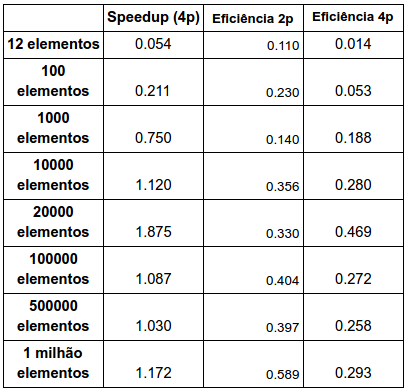 Speedup (4p) Eficiência 2p Eficiência 4p
12 elementos 0.054 0.110 0.014
100
elementos 0.211 0.230 0.053
1000
elementos 0.750 0.140 0.188
10000
elementos 1.120 0.356 0.280
20000
elementos 1.875 0.330 0.469
100000
elementos 1.087 0.404 0.272
500000
elementos 1.030 0.397 0.258
1 milhão
elementos 1.172 0.589 0.293